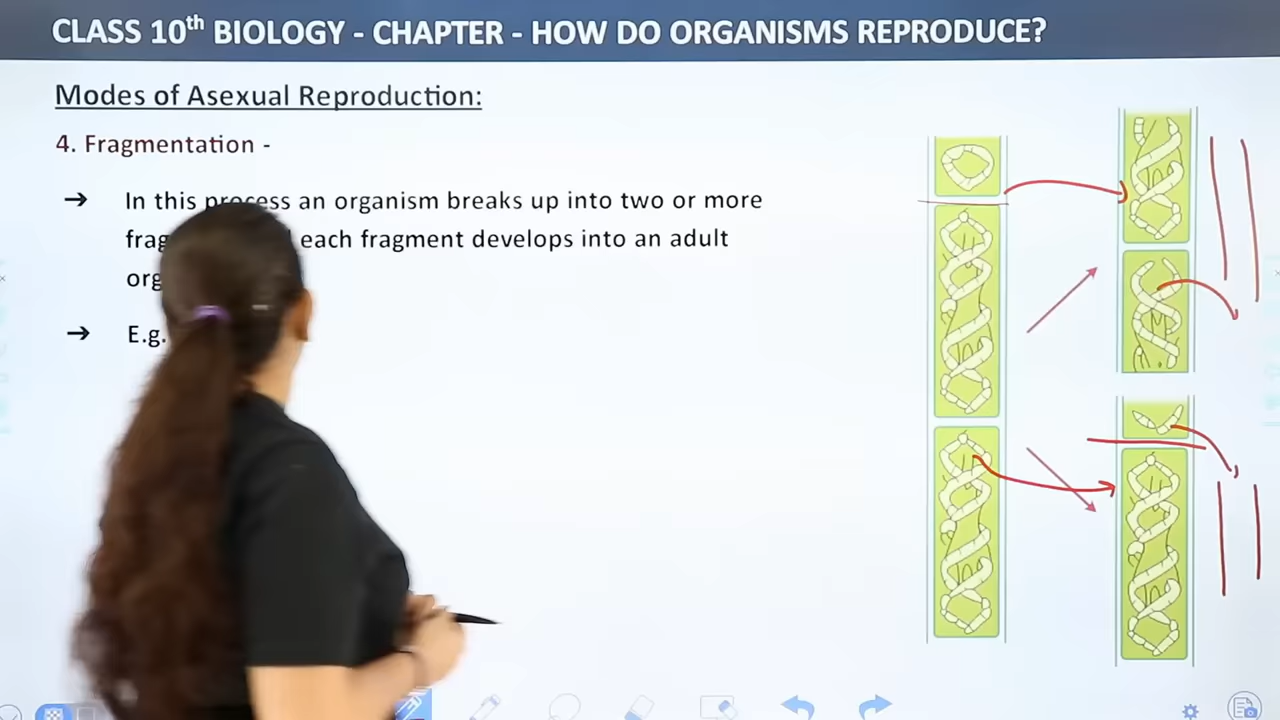 CLASS 10th BIOLOGY - CHAPTER - HOW DO ORGANISMS REPRODUCE?
Modes of Asexual Reproduction:
4. Fragmentation -
➔ In this process an organism breaks up into two or more
each fragment develops into an adult
➔ E.g.